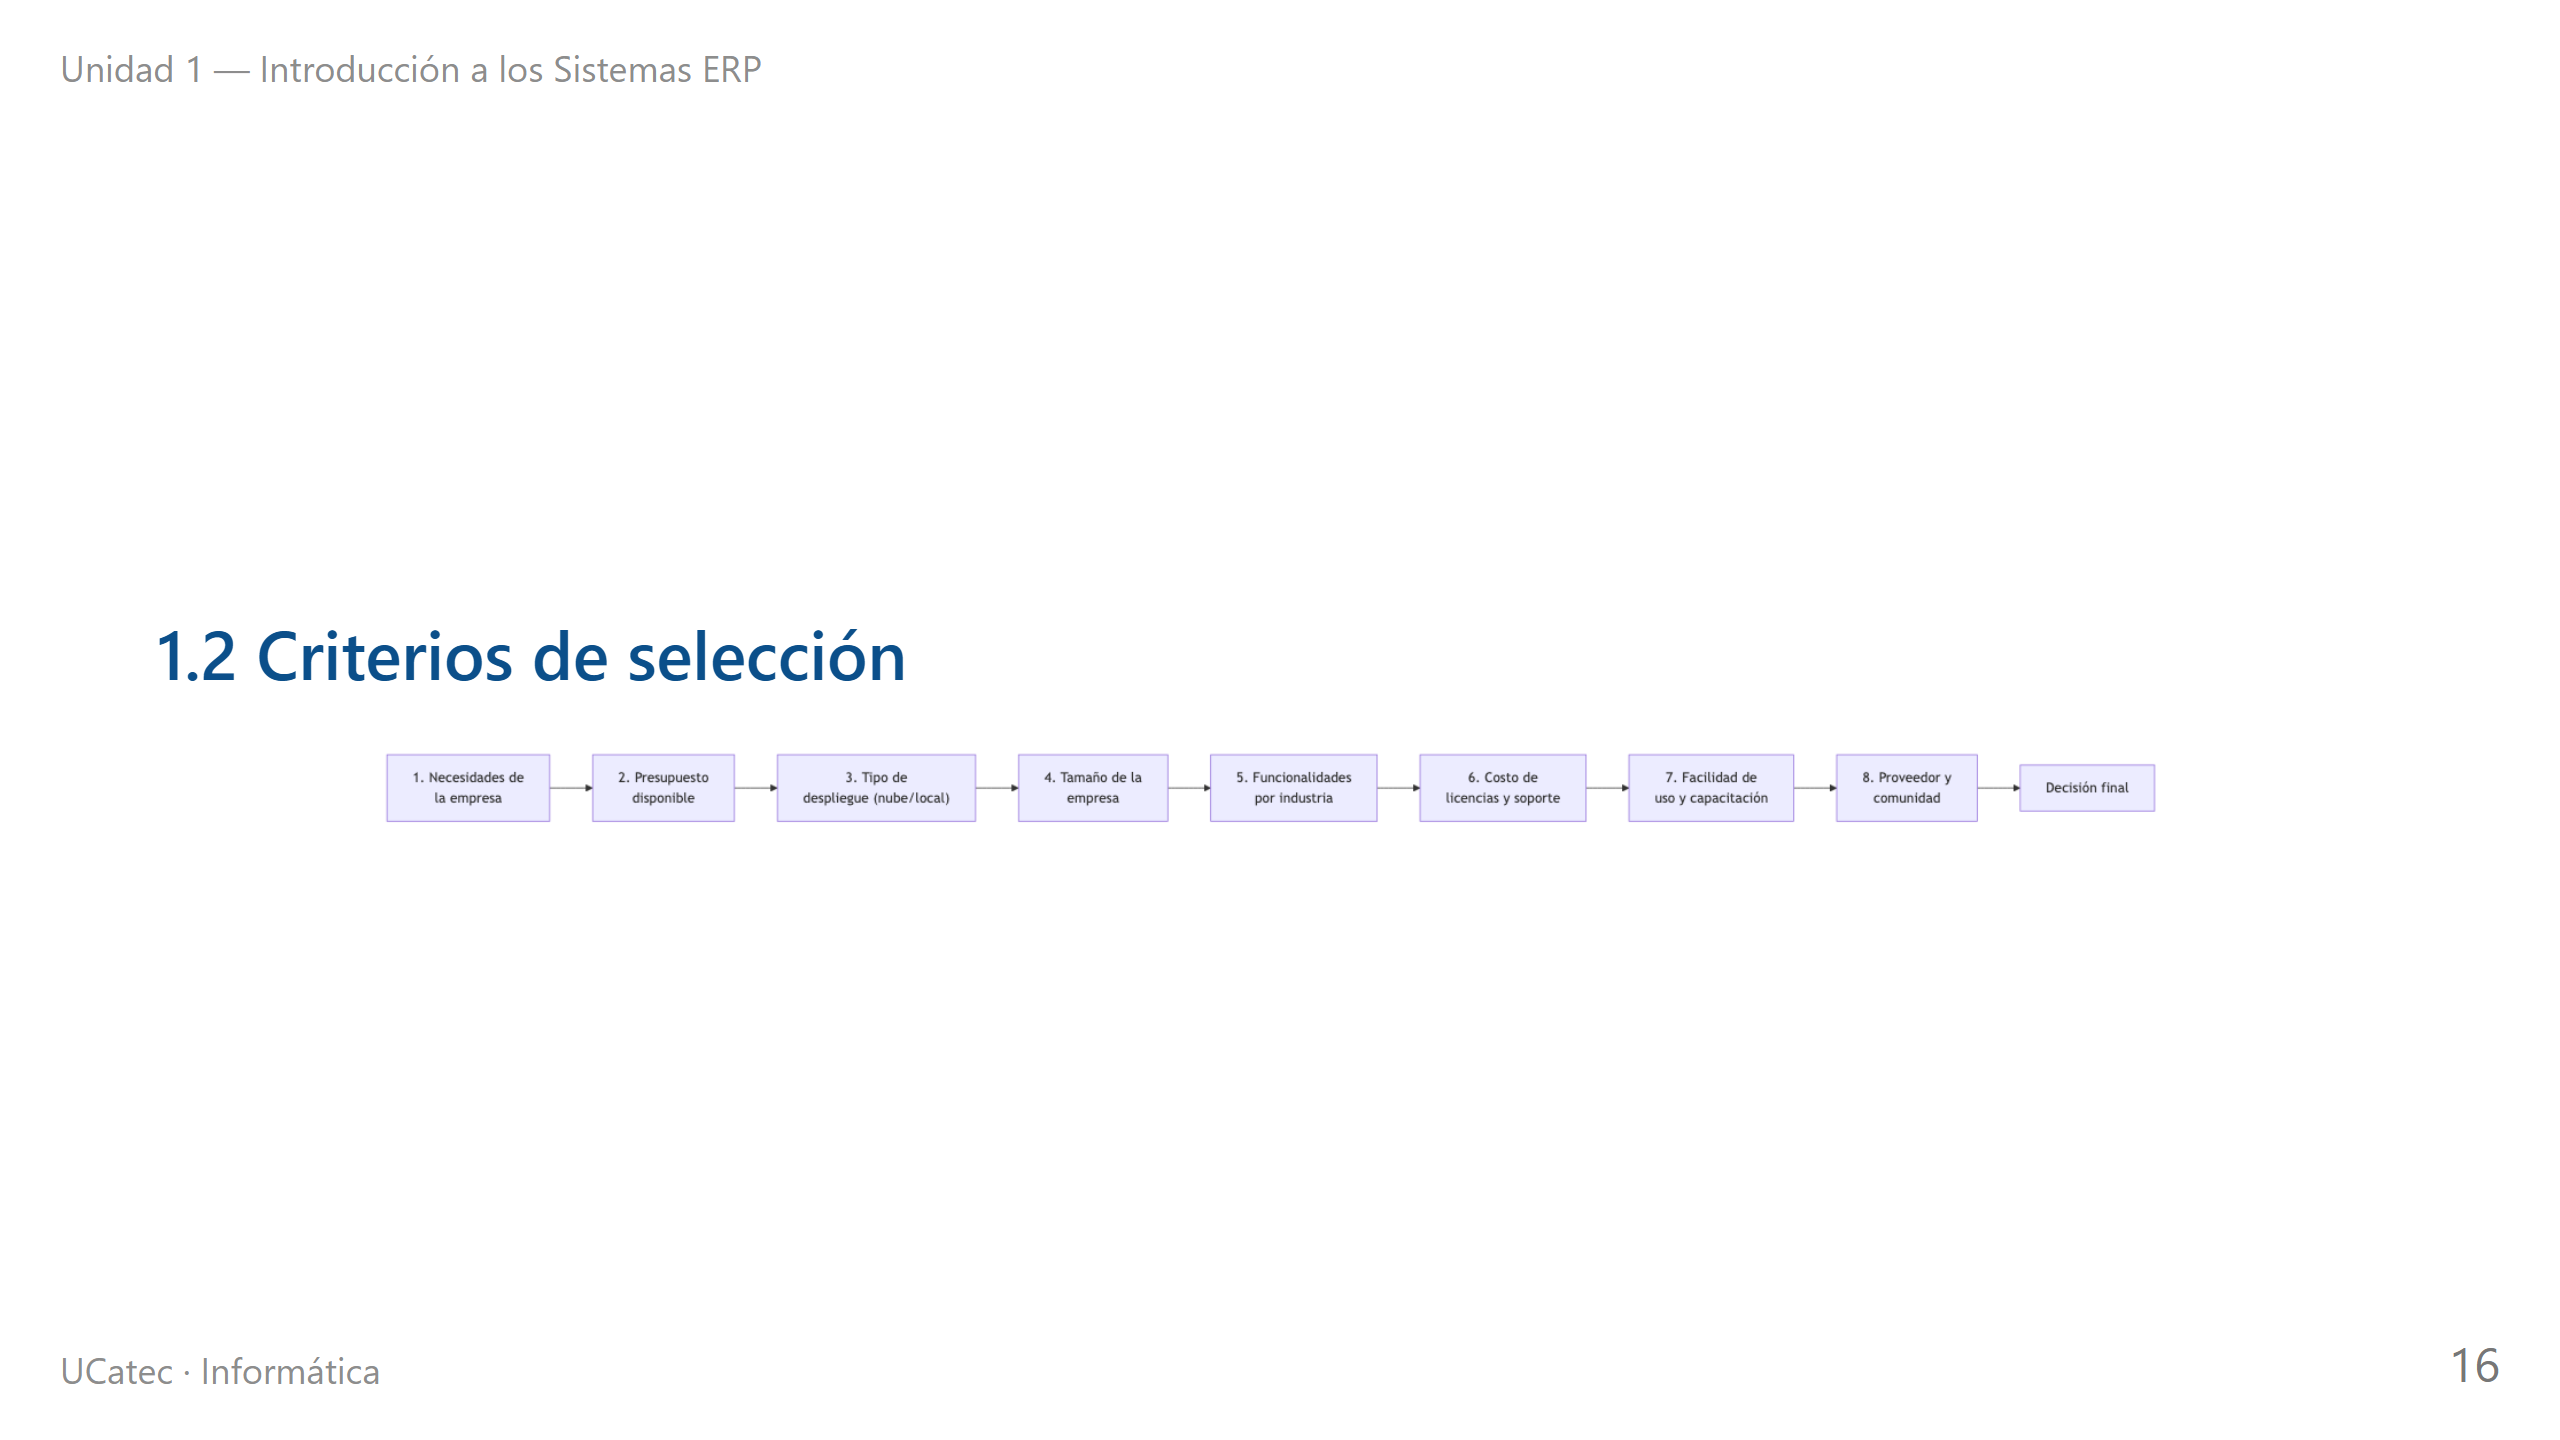 Unidad 1 — Introducción a los Sistemas ERP
1.2 Criterios de selección
1. Necesidades de
la empresa
2. Presupuesto
disponible
3. Tipo de
despliegue (nube/local)
4. Tamaño de la
empresa
5. Funcionalidades
por industria
6. Costo de
licencias y soporte
7. Facilidad de
uso y capacitación
8. Proveedor y
comunidad
Decisión final
UCatec · Informática
16